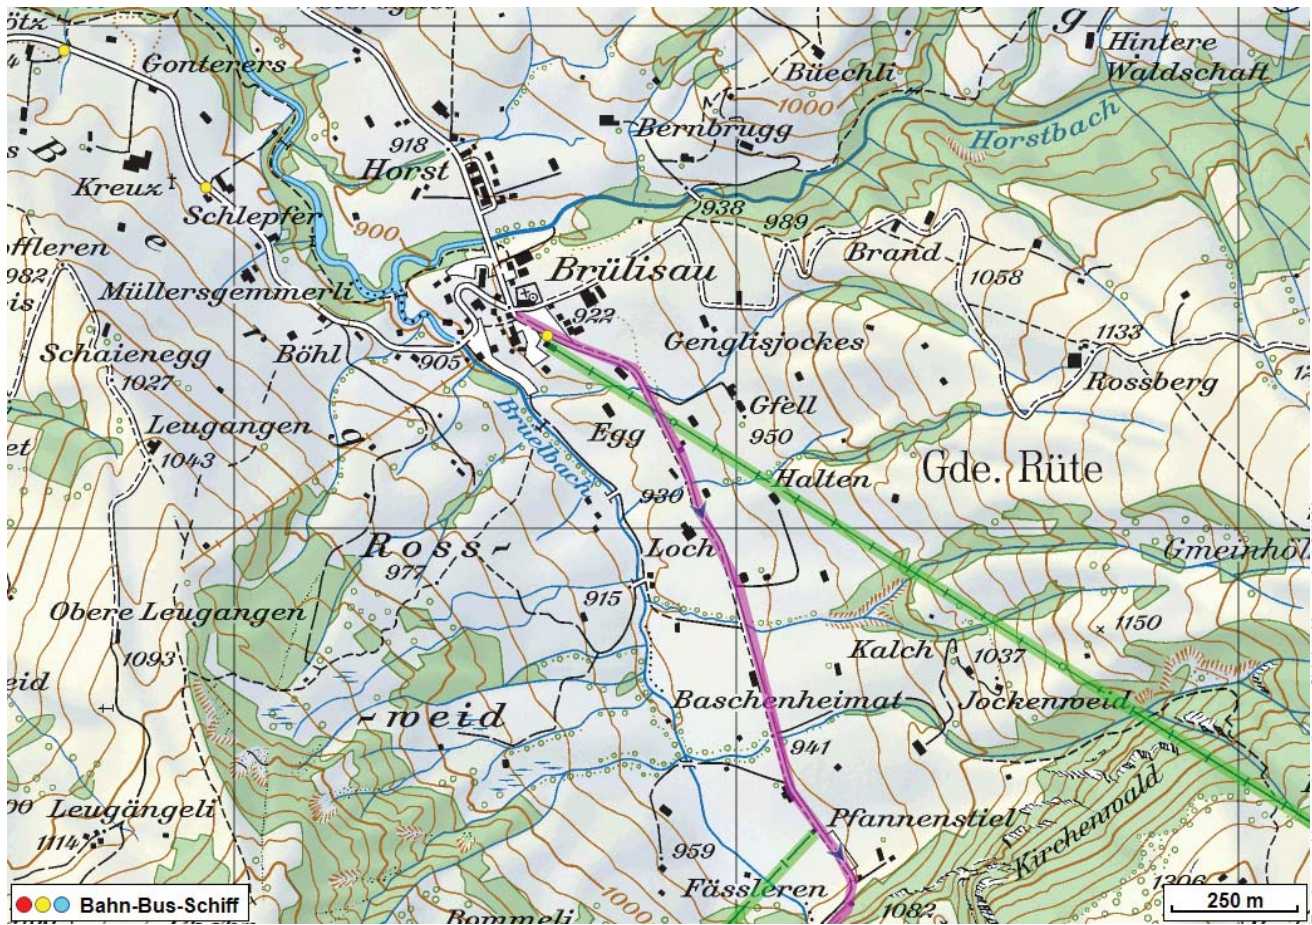 Gonterers
Büechli
Hintere
Waldschaft
1000
Bernbrugg
Horstbach
918
Horst
B
e
r
g
Kreux
Schlepfer
900
938
989
Brand
1058
982
Müllersgemmerli
Brülisau
922
Böhl
905
Genglisjockes
1133
Rossberg
Schaienegg
1027
Leugangen
1043
Brüelbach
Egg
Gfell
950
Halten
Gde. Rüte
930
Loch
Ross-
977
915
Obere Leugangen
1093
1150
Kalch
1037
Jockenweid
-weid
Baschenheimat
941
Leugängeli
1114
Pfannenstiel
Kirchenwald
959
Fässleren
1000
1082
1306
Bahn-Bus-Schiff
250 m